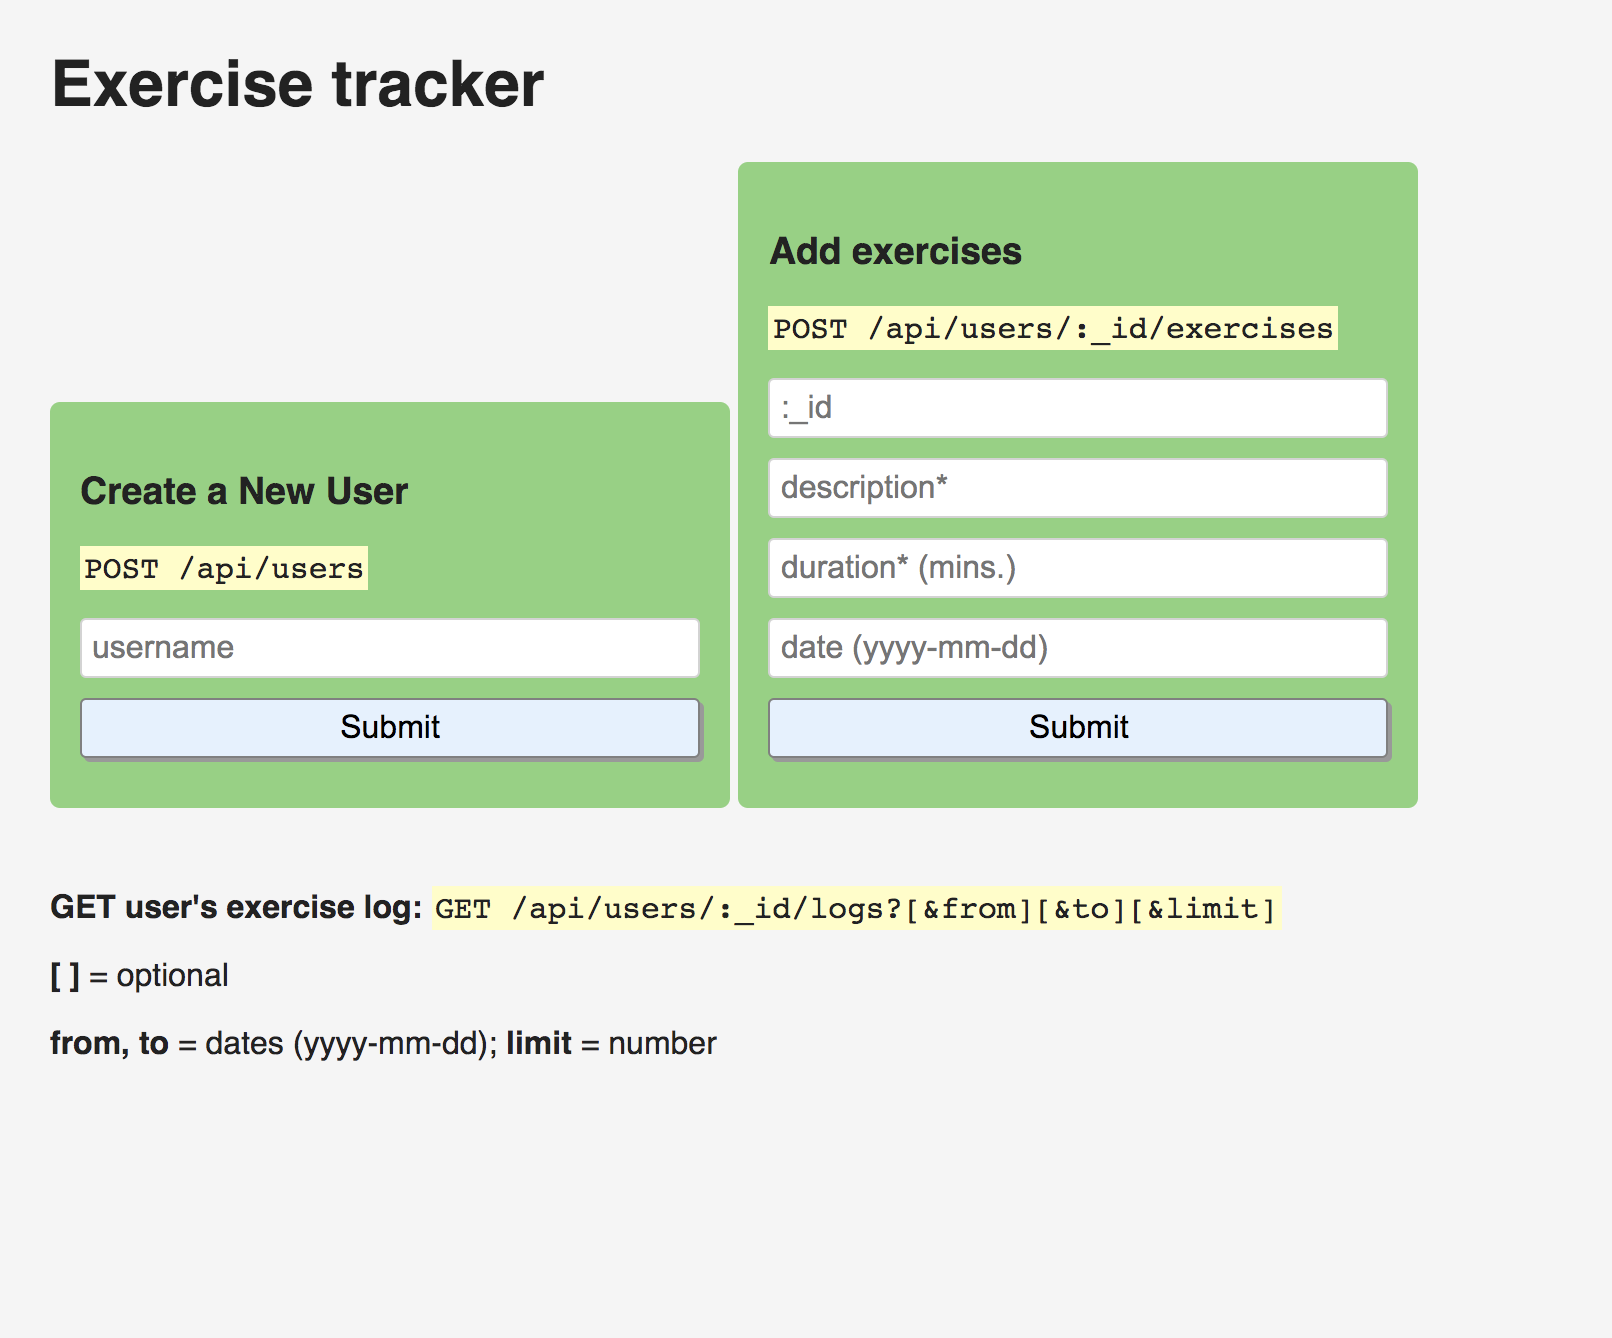 Exercise tracker
Create a New User
POST /api/users
username
Submit
Add exercises
POST /api/users/:_id/exercises
:_id
description*
duration* (mins.)
date (yyyy-mm-dd)
Submit
GET user's exercise log: GET /api/users/:_id/logs?[&from][&to][&limit]
[ ] = optional
from, to = dates (yyyy-mm-dd); limit = number